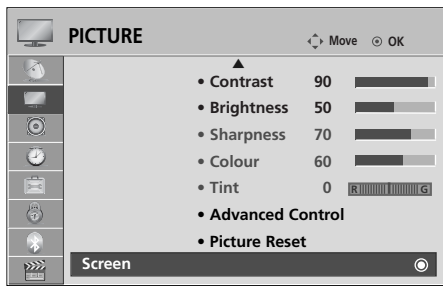 PICTURE Move OK
• Contrast 90
• Brightness 50
• Sharpness 70
• Colour 60
• Tint 0 R G
• Advanced Control
• Picture Reset
Screen